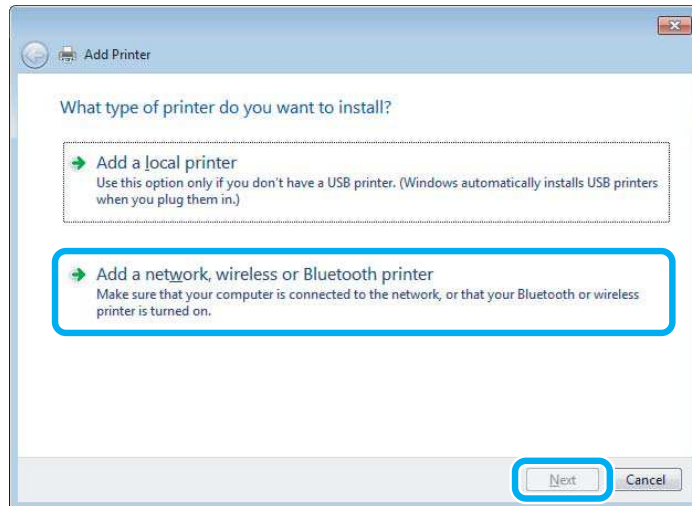 Add Printer
What type of printer do you want to install?
Add a local printer
Use this option only if you don't have a USB printer. (Windows automatically installs USB printers
when you plug them in.)
Add a network, wireless or Bluetooth printer
Make sure that your computer is connected to the network, or that your Bluetooth or wireless
printer is turned on.
Next Cancel